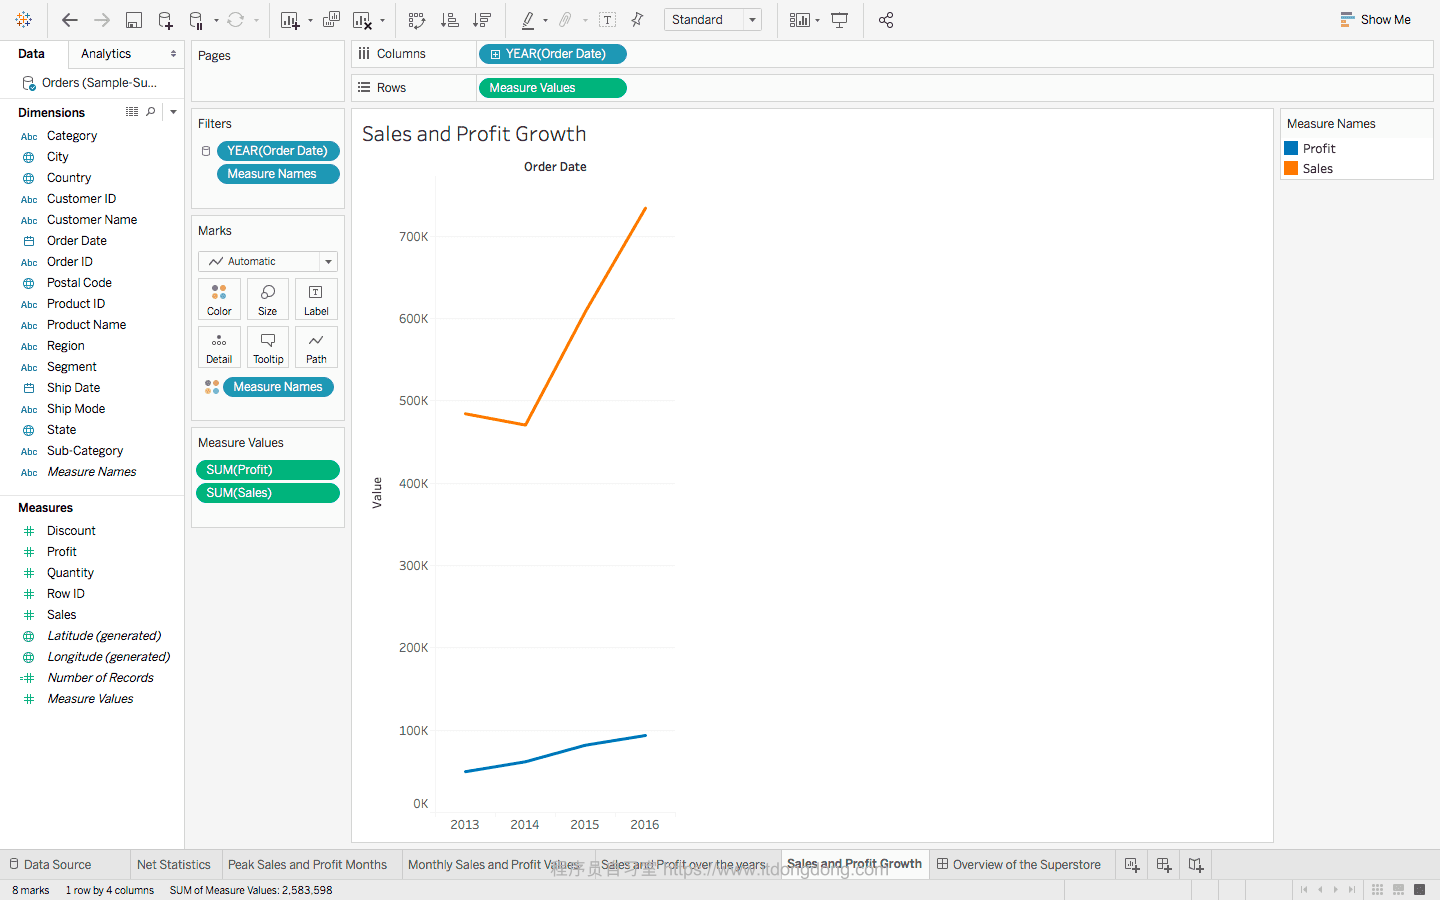 Standard
Show Me
Data
Analytics
Orders (Sample-Su...
Dimensions
Abc Category
City
Country
Abc Customer ID
Abc Customer Name
Order Date
Abc Order ID
Postal Code
Abc Product ID
Abc Product Name
Abc Region
Abc Segment
Ship Date
Abc Ship Mode
State
Abc Sub-Category
Abc Measure Names
Measures
Discount
Profit
Quantity
Row ID
Sales
Latitude (generated)
Longitude (generated)
Number of Records
Measure Values
Pages
Filters
YEAR(Order Date)
Measure Names
Marks
Automatic
Color Size Label
Detail Tooltip Path
Measure Names
Measure Values
SUM(Profit)
SUM(Sales)
Columns YEAR(Order Date)
Rows Measure Values
Sales and Profit Growth
Order Date
700K
600K
500K
400K
Value
300K
200K
100K
0K
2013 2014 2015 2016
Measure Names
Profit
Sales
Data Source Net Statistics Peak Sales and Profit Months Monthly Sales and Profit Values Sales and Profit over the years Sales and Profit Growth Overview of the Superstore
程序员自习室 https://www.itdongdong.com
8 marks 1 row by 4 columns SUM of Measure Values: 2,583,598